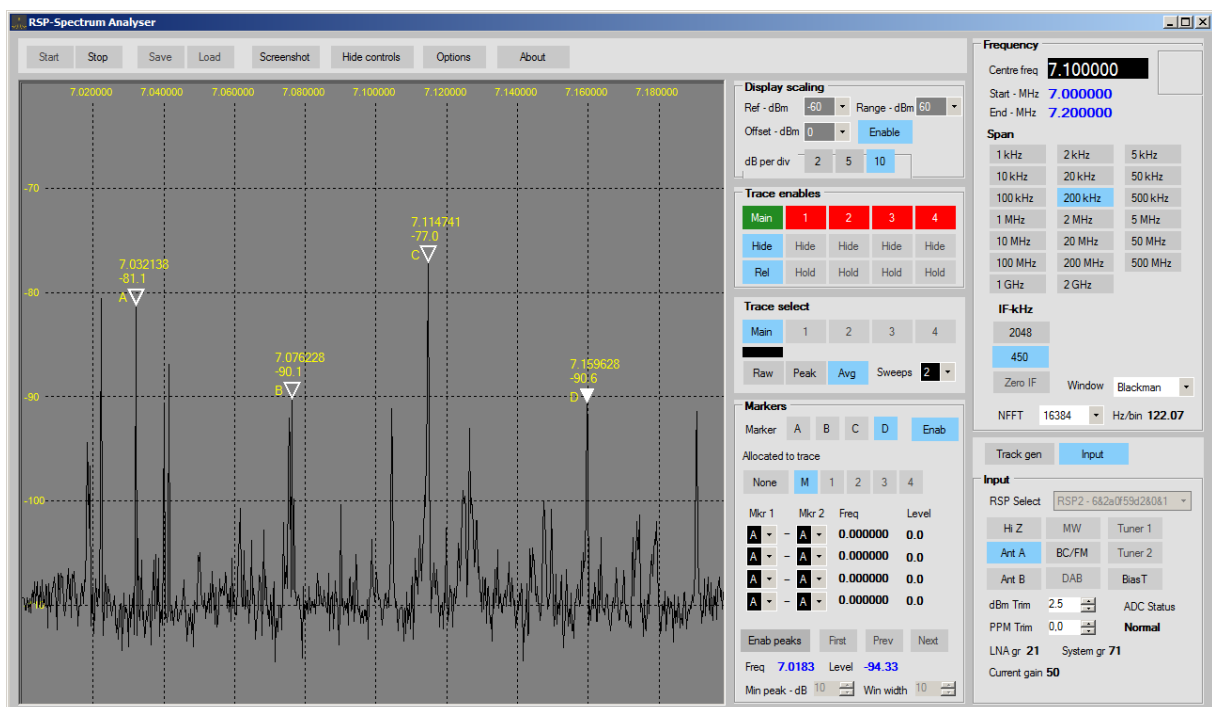 RSP-Spectrum Analyser
Start Stop Save Load Screenshot Hide controls Options About
7.020000 7.040000 7.060000 7.080000 7.100000 7.120000 7.140000 7.160000 7.180000
-70
7.114741
-77.0
C
7.032138
-81.1
A
-80
7.076228
-90.1
B
7.159628
-90.6
D
-90
-100
Display scaling
Ref - dBm -60 Range - dBm 60
Offset - dBm 0 Enable
dB per div 2 5 10
Trace enables
Main 1 2 3 4
Hide Hide Hide Hide Hide
Rel Hold Hold Hold Hold
Trace select
Main 1 2 3 4
Raw Peak Avg Sweeps 2
Markers
Marker A B C D Enab
Allocated to trace
None M 1 2 3 4
Mkr 1 Mkr 2 Freq Level
A - A 0.000000 0.0
A - A 0.000000 0.0
A - A 0.000000 0.0
A - A 0.000000 0.0
Enab peaks First Prev Next
Freq 7.0183 Level -94.33
Min peak - dB 10 Win width 10
Frequency
Centre freq 7.100000
Start - MHz 7.000000
End - MHz 7.200000
Span
1 kHz 2 kHz 5 kHz
10 kHz 20 kHz 50 kHz
100 kHz 200 kHz 500 kHz
1 MHz 2 MHz 5 MHz
10 MHz 20 MHz 50 MHz
100 MHz 200 MHz 500 MHz
1 GHz 2 GHz
IF-kHz
2048
450
Zero IF Window Blackman
NFFT 16384 Hz/bin 122.07
Track gen Input
Input
RSP Select RSP2 - 6&2a0f59d2&0&1
Hi Z MW Tuner 1
Ant A BC/FM Tuner 2
Ant B DAB BiasT
dBm Trim 2.5 ADC Status
PPM Trim 0.0 Normal
LNA gr 21 System gr 71
Current gain 50